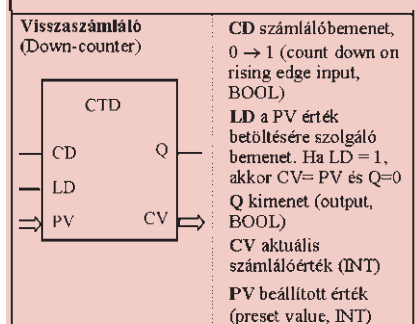 Visszaszámláló
(Down-counter)
CTD
CD
Q
LD
PV
CV
CD számlálóbemenet,
0 → 1 (count down on
rising edge input,
BOOL)
LD a PV érték
betöltésére szolgáló
bemenet. Ha LD = 1,
akkor CV= PV és Q=0
Q kimenet (output,
BOOL)
CV aktuális
számlálóérték (INT)
PV beállított érték
(preset value, INT)